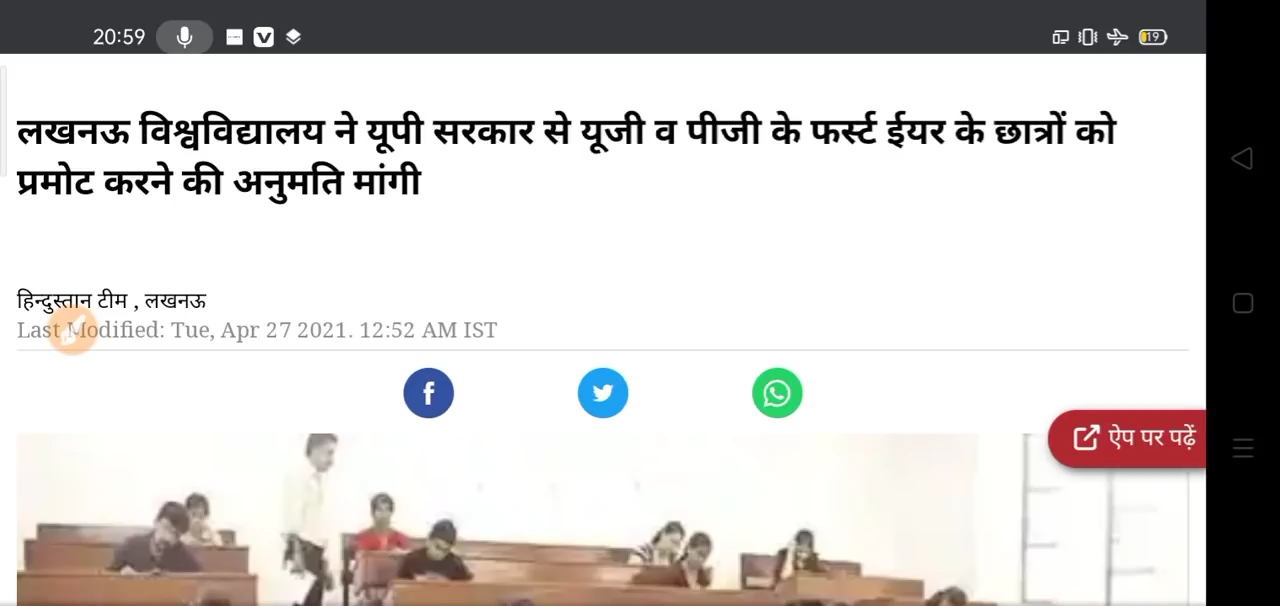 20:59
19
लखनऊ विश्वविद्यालय ने यूपी सरकार से यूजी व पीजी के फर्स्ट ईयर के छात्रों को
प्रमोट करने की अनुमति मांगी
हिन्दुस्तान टीम , लखनऊ
Last Modified: Tue, Apr 27 2021. 12:52 AM IST
ऐप पर पढ़ें